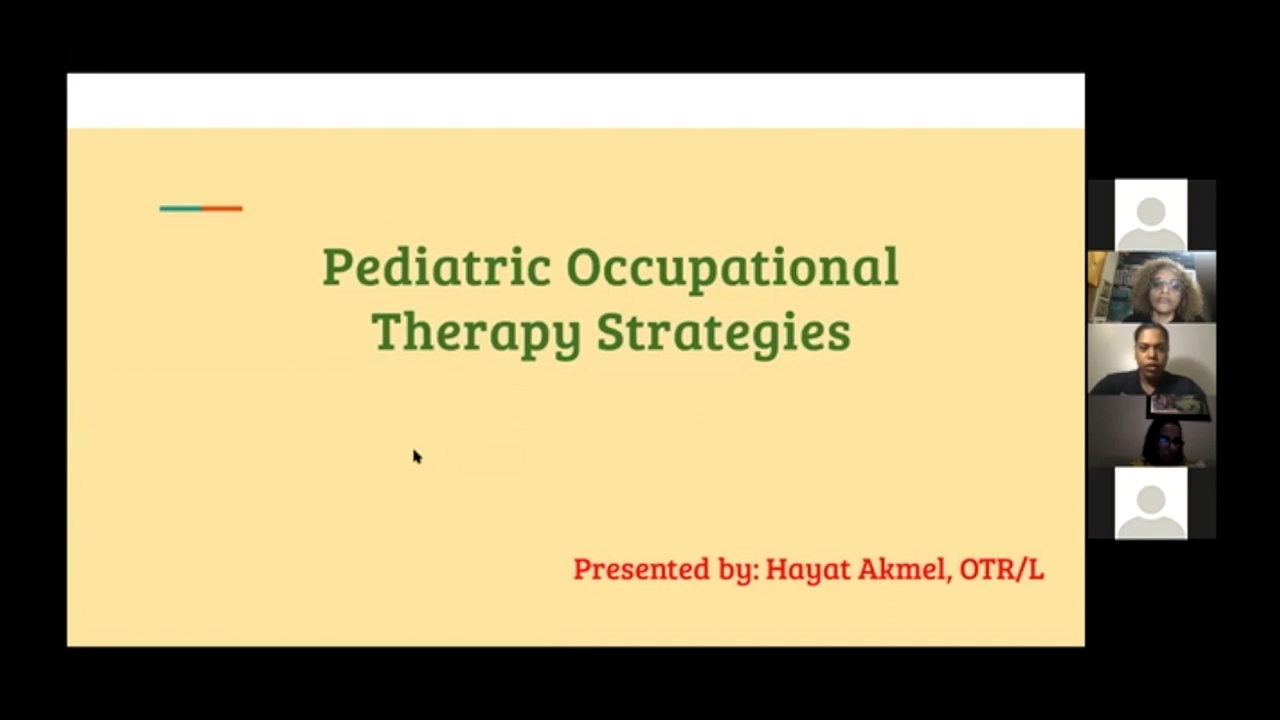 Pediatric Occupational
Therapy Strategies
Presented by: Hayat Akmel, OTR/L